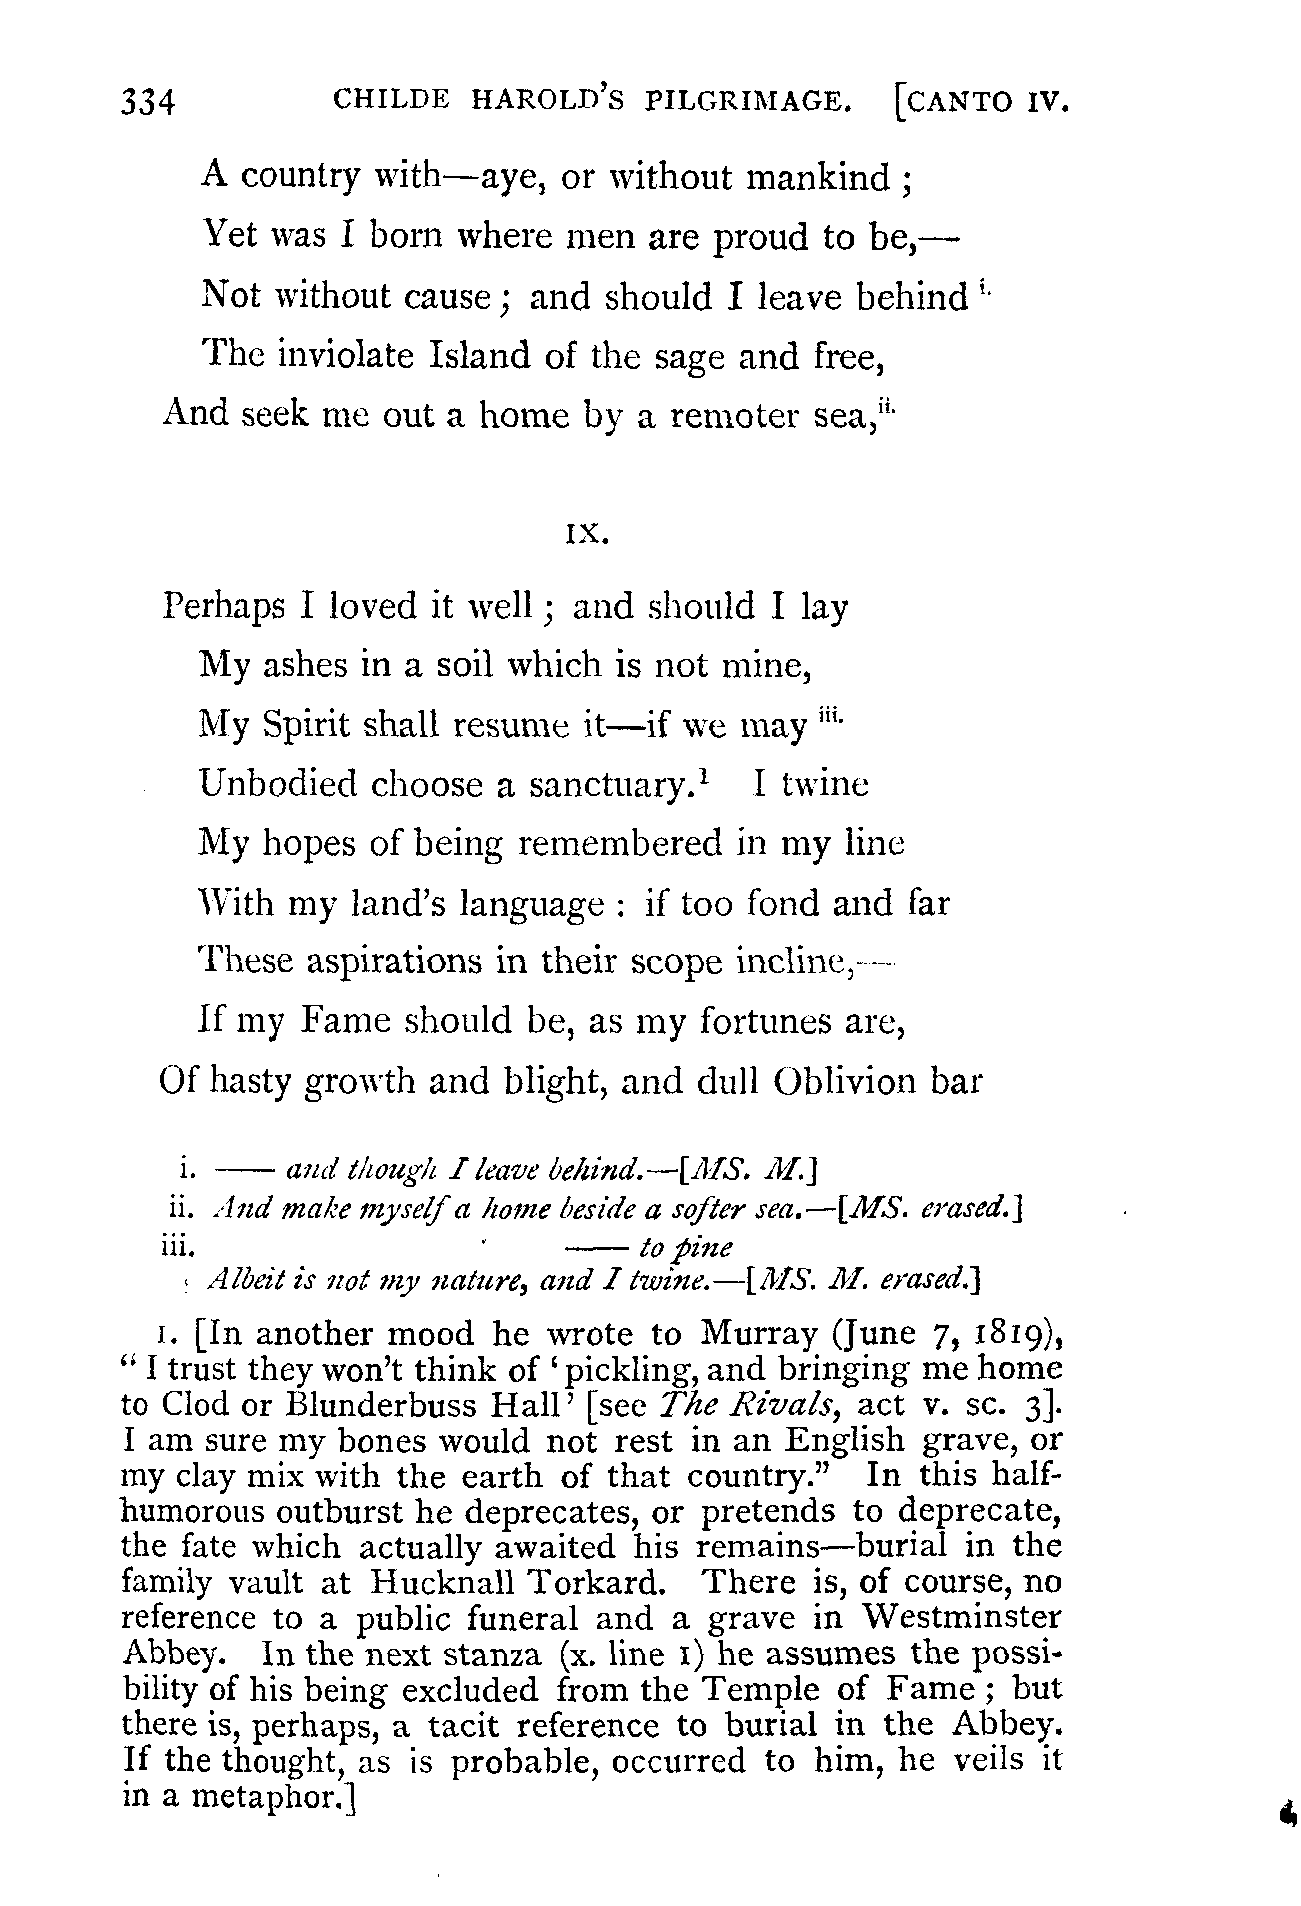 334 CHILDE HAROLD'S PILGRIMAGE. [CANTO IV.
A country with—aye, or without mankind ;
Yet was I born where men are proud to be,—
Not without cause ; and should I leave behind i.
The inviolate Island of the sage and free,
And seek me out a home by a remoter sea,ii.
IX.
Perhaps I loved it well ; and should I lay
My ashes in a soil which is not mine,
My Spirit shall resume it—if we may iii.
Unbodied choose a sanctuary.1 I twine
My hopes of being remembered in my line
With my land's language : if too fond and far
These aspirations in their scope incline,—
If my Fame should be, as my fortunes are,
Of hasty growth and blight, and dull Oblivion bar
i. —— and though I leave behind.—[MS. M.]
ii. And make myself a home beside a softer sea.—[MS. erased.]
iii. —— to pine
Albeit is not my nature, and I twine.—[MS. M. erased.]
1. [In another mood he wrote to Murray (June 7, 1819),
" I trust they won't think of ' pickling, and bringing me home
to Clod or Blunderbuss Hall' [see The Rivals, act v. sc. 3].
I am sure my bones would not rest in an English grave, or
my clay mix with the earth of that country." In this half-
humorous outburst he deprecates, or pretends to deprecate,
the fate which actually awaited his remains—burial in the
family vault at Hucknall Torkard. There is, of course, no
reference to a public funeral and a grave in Westminster
Abbey. In the next stanza (x. line 1) he assumes the possi-
bility of his being excluded from the Temple of Fame ; but
there is, perhaps, a tacit reference to burial in the Abbey.
If the thought, as is probable, occurred to him, he veils it
in a metaphor.]